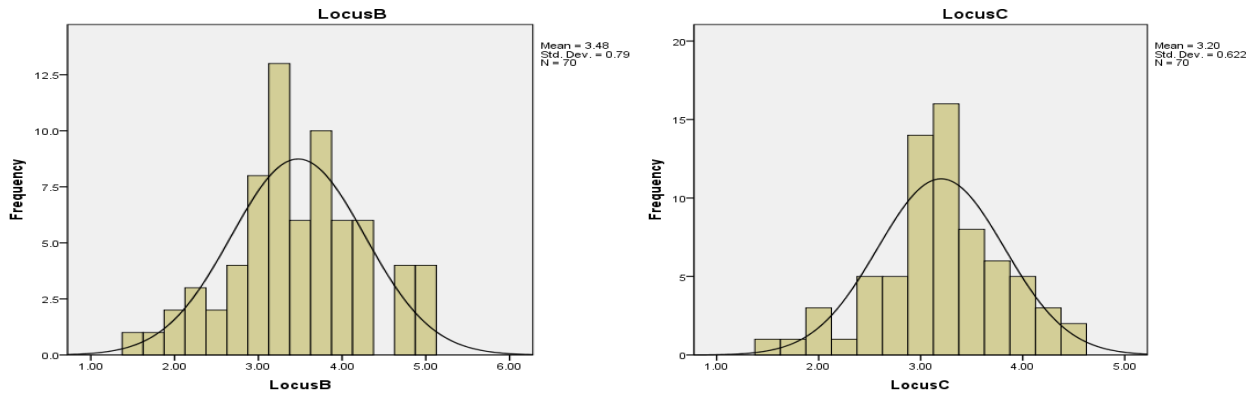 LocusB
Mean = 3.48
Std. Dev. = 0.79
N = 70
12.5
10.0
7.5
5.0
2.5
0.0
Frequency
1.00 2.00 3.00 4.00 5.00 6.00
LocusB
LocusC
Mean = 3.20
Std. Dev. = 0.622
N = 70
20
15
10
5
0
Frequency
1.00 2.00 3.00 4.00 5.00
LocusC